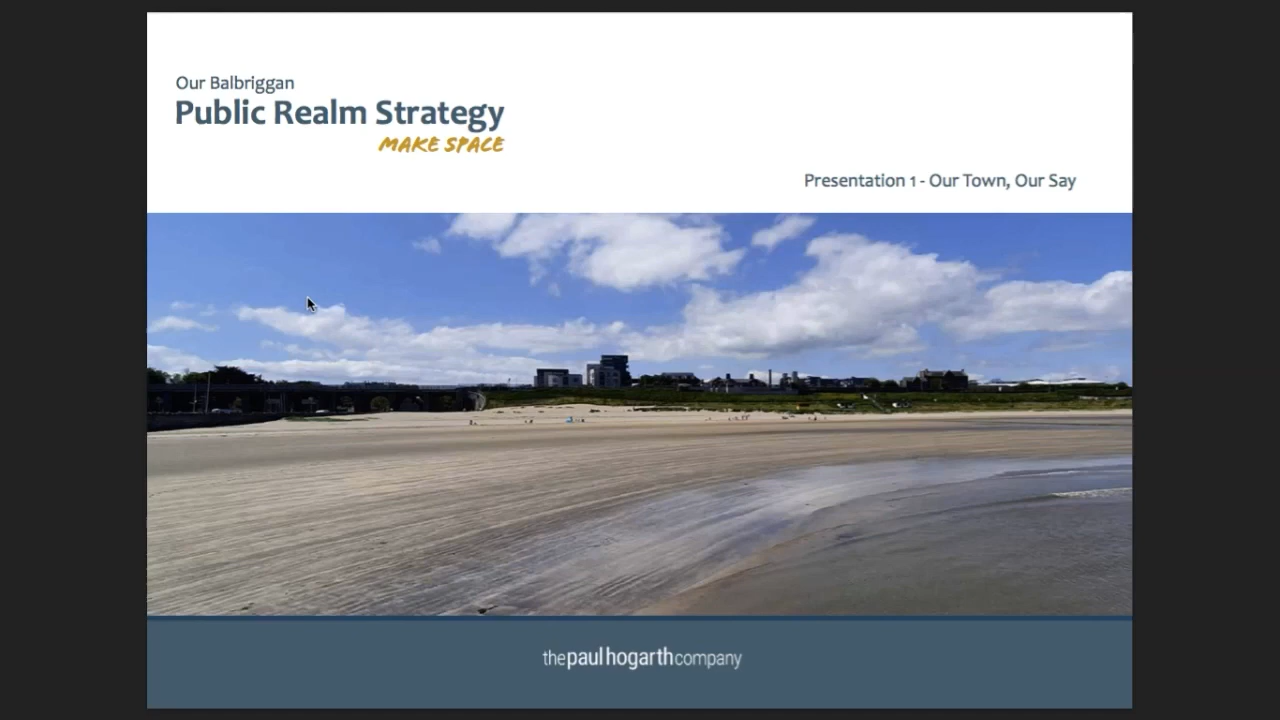 Our Balbriggan
Public Realm Strategy
MAKE SPACE
Presentation 1 - Our Town, Our Say
thepaulhogarthcompany